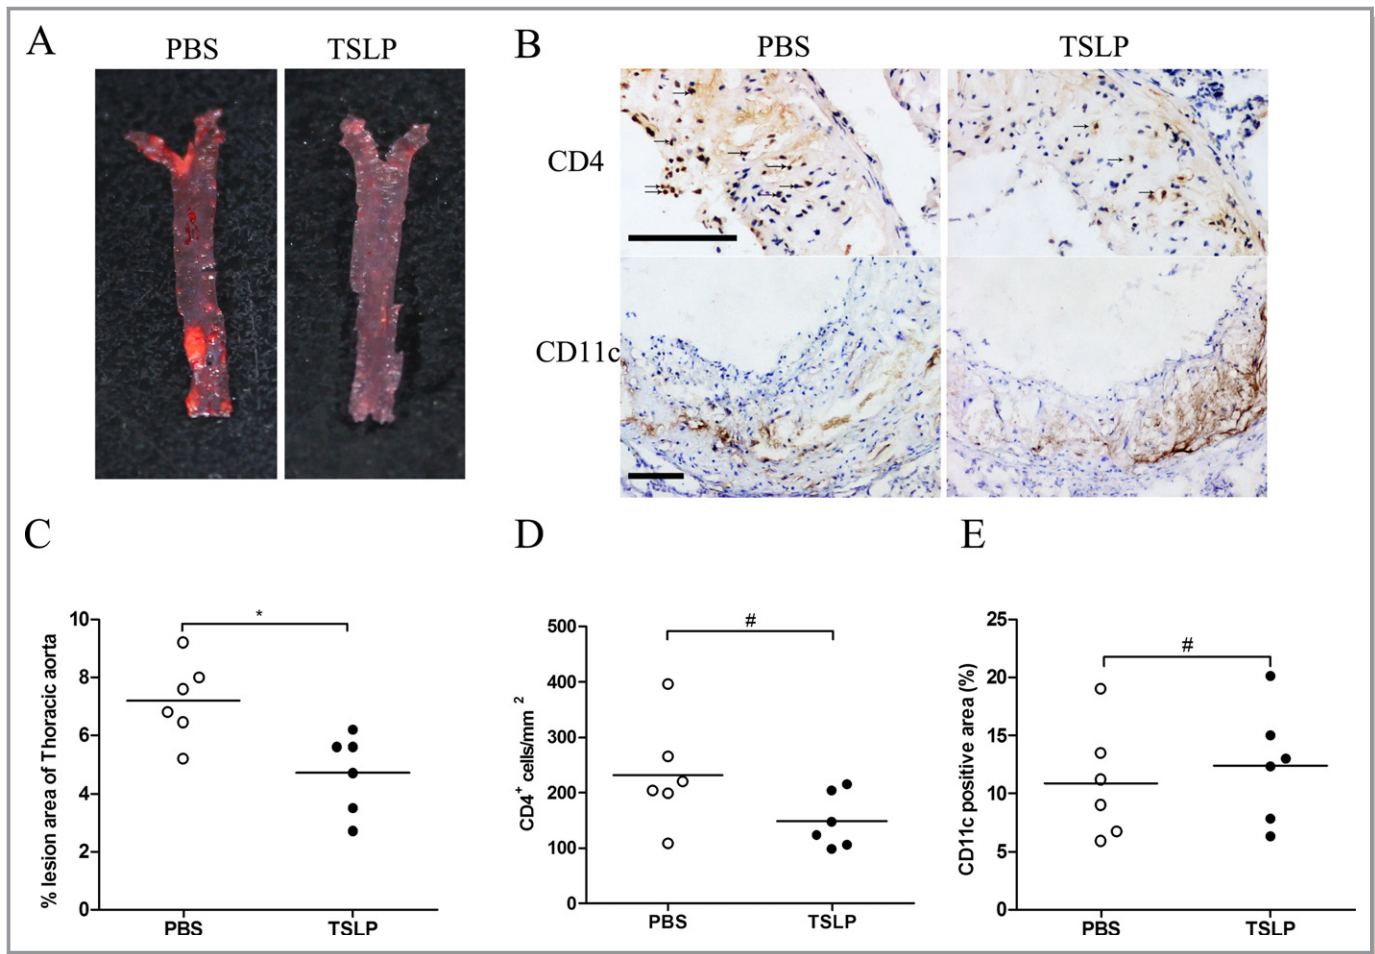 A
PBS
TSLP
B
PBS
TSLP
CD4
CD11c
C
% lesion area of Thoracic aorta
10
8
6
4
2
0
*
PBS
TSLP
D
CD4+ cells/mm 2
500
400
300
200
100
0
#
PBS
TSLP
E
CD11c positive area (%)
25
20
15
10
5
0
#
PBS
TSLP